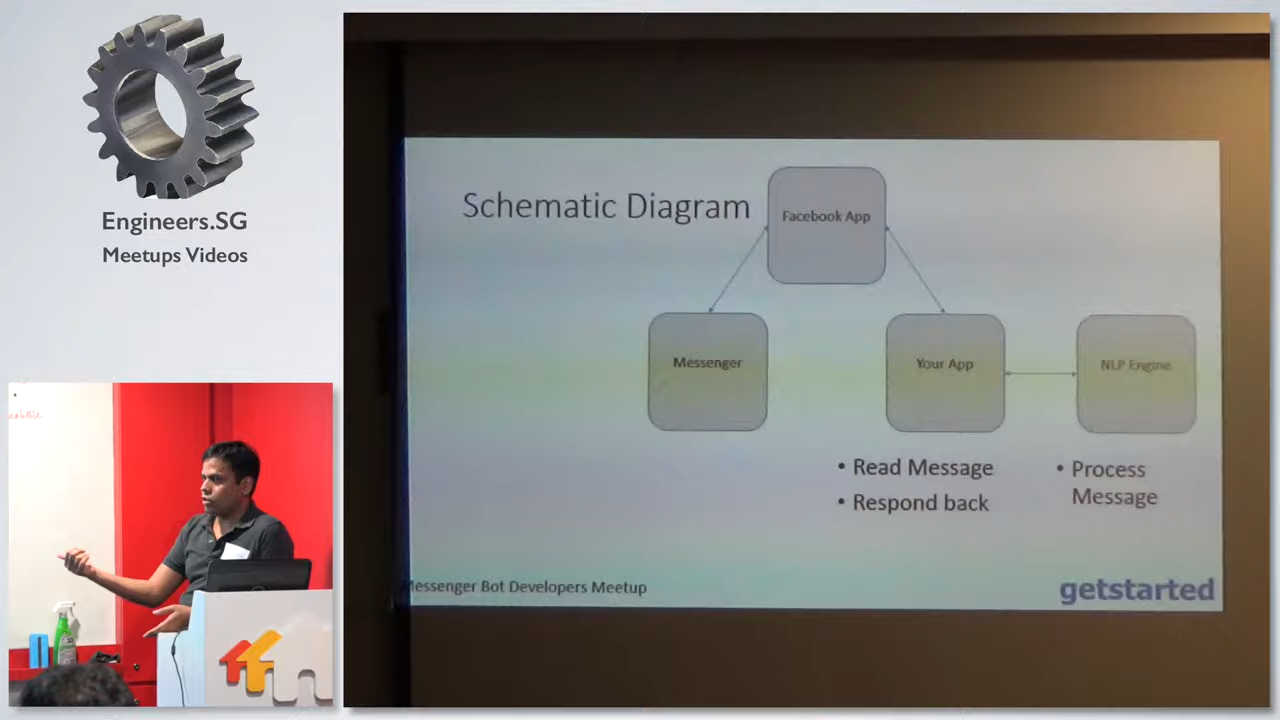 Engineers.SG
Meetups Videos
Schematic Diagram
Facebook App
Messenger
Your App
NLP Engine
• Read Message
• Respond back
• Process
Message
Messenger Bot Developers Meetup
getstarted